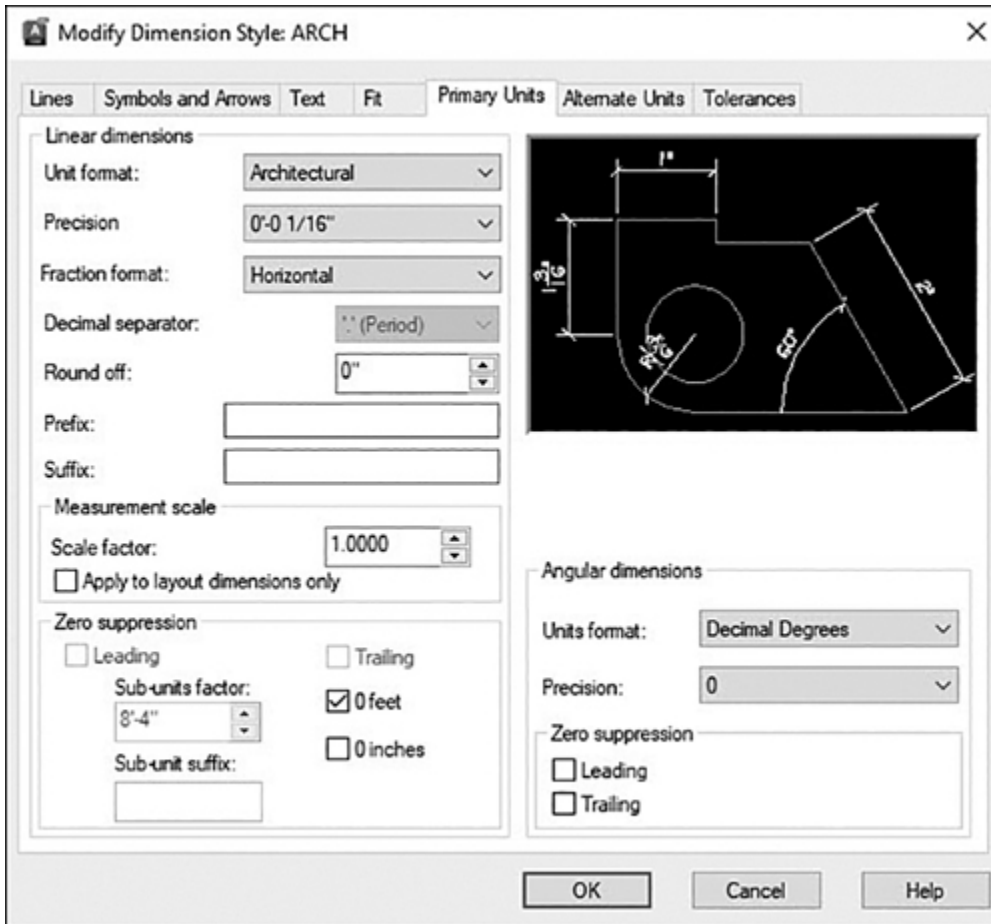 Modify Dimension Style: ARCH
Lines
Symbols and Arrows
Text
Fit
Primary Units
Alternate Units
Tolerances
Linear dimensions
Unit format:
Architectural
Precision
0'-0 1/16"
Fraction format:
Horizontal
Decimal separator:
'.' (Period)
Round off:
0"
Prefix:
Suffix:
Measurement scale
Scale factor:
1.0000
Apply to layout dimensions only
Zero suppression
Leading
Trailing
Sub-units factor:
8'-4"
0 feet
0 inches
Sub-unit suffix:
1"
1 3/16"
2"
60°
Angular dimensions
Units format:
Decimal Degrees
Precision:
0
Zero suppression
Leading
Trailing
OK
Cancel
Help